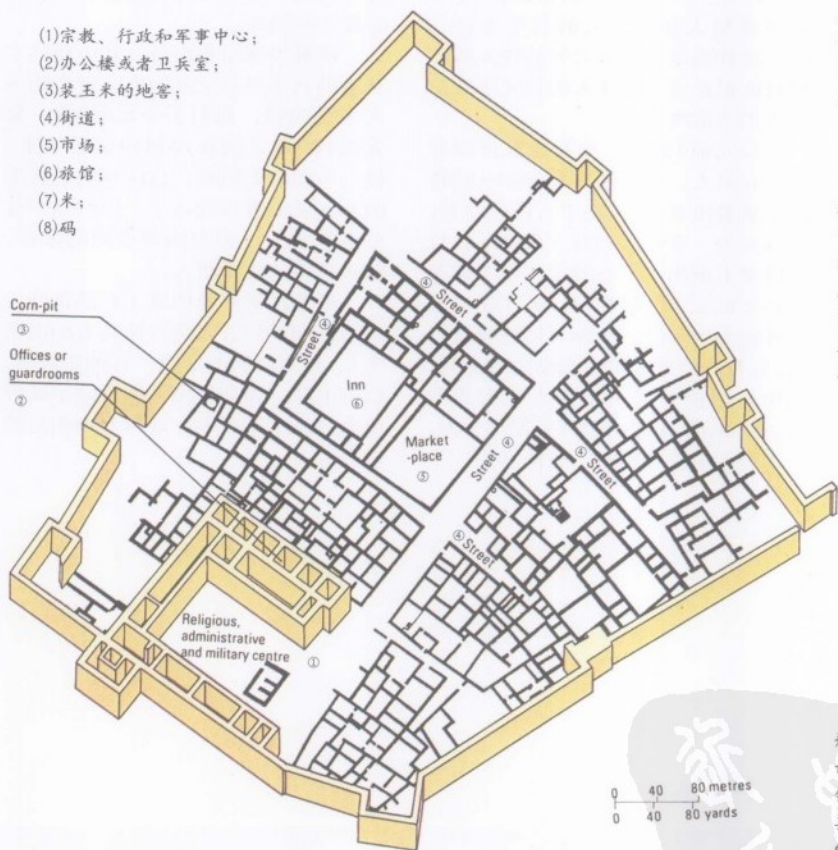 (1)宗教、行政和军事中心;
(2)办公楼或者卫兵室;
(3)装玉米的地窖;
(4)街道;
(5)市场;
(6)旅馆;
(7)米;
(8)码
Corn-pit
③
Offices or
guardrooms
②
④ Street
Street ④
Inn
⑥
Market
-place
⑤
Street ④
④ Street
④ Street
Religious,
administrative
and military centre
①
0 40 80 metres
0 40 80 yards